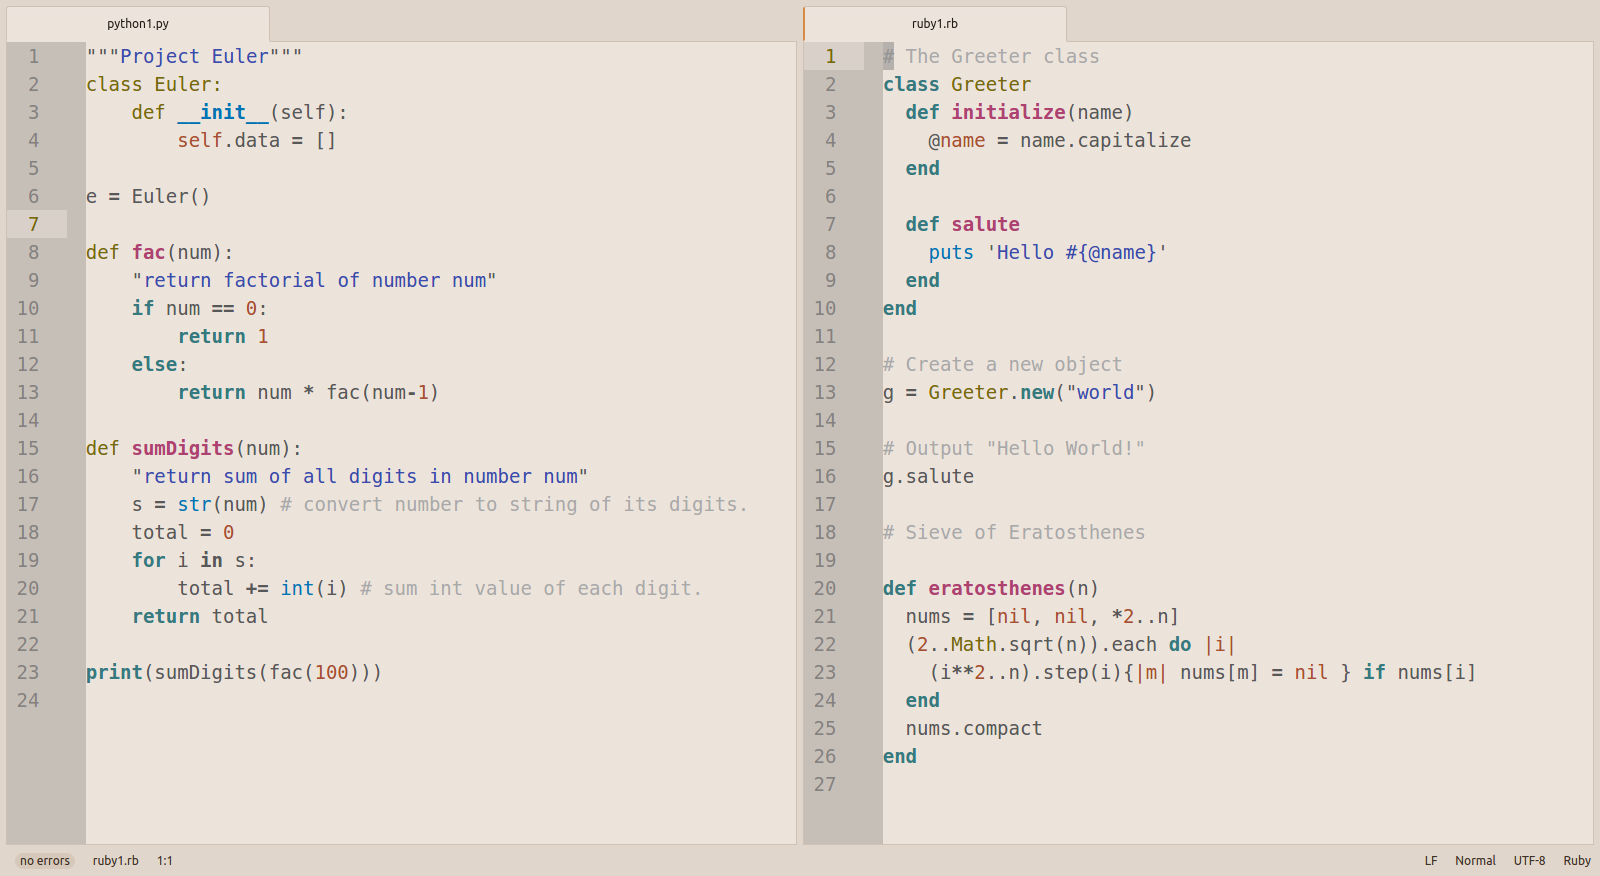 python1.py
1 """Project Euler"""
2 class Euler:
3     def __init__(self):
4         self.data = []
5
6 e = Euler()
7
8 def fac(num):
9     "return factorial of number num"
10     if num == 0:
11         return 1
12     else:
13         return num * fac(num-1)
14
15 def sumDigits(num):
16     "return sum of all digits in number num"
17     s = str(num) # convert number to string of its digits.
18     total = 0
19     for i in s:
20         total += int(i) # sum int value of each digit.
21     return total
22
23 print(sumDigits(fac(100)))
24
ruby1.rb
1 # The Greeter class
2 class Greeter
3   def initialize(name)
4     @name = name.capitalize
5   end
6
7   def salute
8     puts 'Hello #{@name}'
9   end
10 end
11
12 # Create a new object
13 g = Greeter.new("world")
14
15 # Output "Hello World!"
16 g.salute
17
18 # Sieve of Eratosthenes
19
20 def eratosthenes(n)
21   nums = [nil, nil, *2..n]
22   (2..Math.sqrt(n)).each do |i|
23     (i**2..n).step(i){|m| nums[m] = nil } if nums[i]
24   end
25   nums.compact
26 end
27
no errors ruby1.rb 1:1 LF Normal UTF-8 Ruby